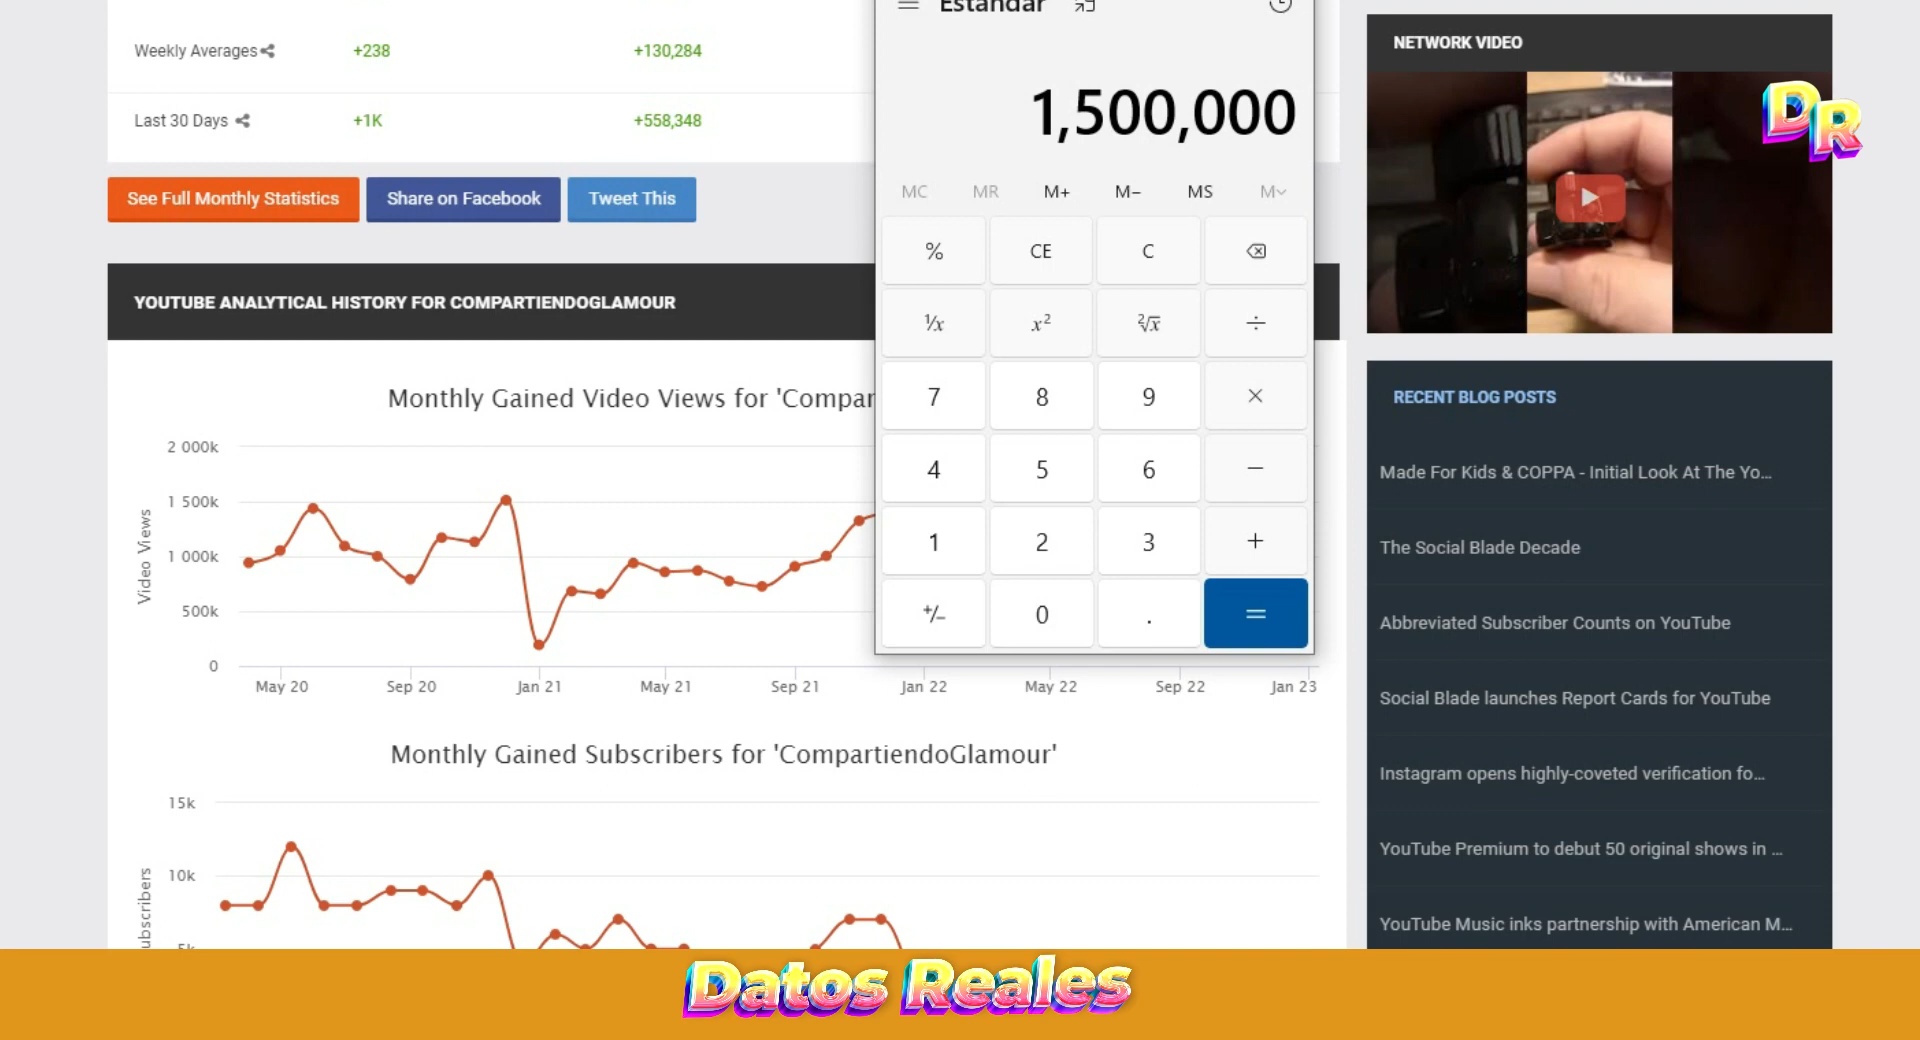 Weekly Averages +238 +130,284
Last 30 Days +1K +558,348
See Full Monthly Statistics Share on Facebook Tweet This
YOUTUBE ANALYTICAL HISTORY FOR COMPARTIENDOGLAMOUR
Monthly Gained Video Views for 'Compar
2 000k
1 500k
1 000k
500k
0
Video Views
May 20 Sep 20 Jan 21 May 21 Sep 21 Jan 22 May 22 Sep 22 Jan 23
Monthly Gained Subscribers for 'CompartiendoGlamour'
15k
10k
5k
ubscribers
Estándar
1,500,000
MC MR M+ M− MS M
% CE C
1/x x² ²√x ÷
7 8 9 ×
4 5 6 −
1 2 3 +
+/− 0 . =
NETWORK VIDEO
DR
RECENT BLOG POSTS
Made For Kids & COPPA - Initial Look At The Yo...
The Social Blade Decade
Abbreviated Subscriber Counts on YouTube
Social Blade launches Report Cards for YouTube
Instagram opens highly-coveted verification fo...
YouTube Premium to debut 50 original shows in ...
YouTube Music inks partnership with American M...
Datos Reales